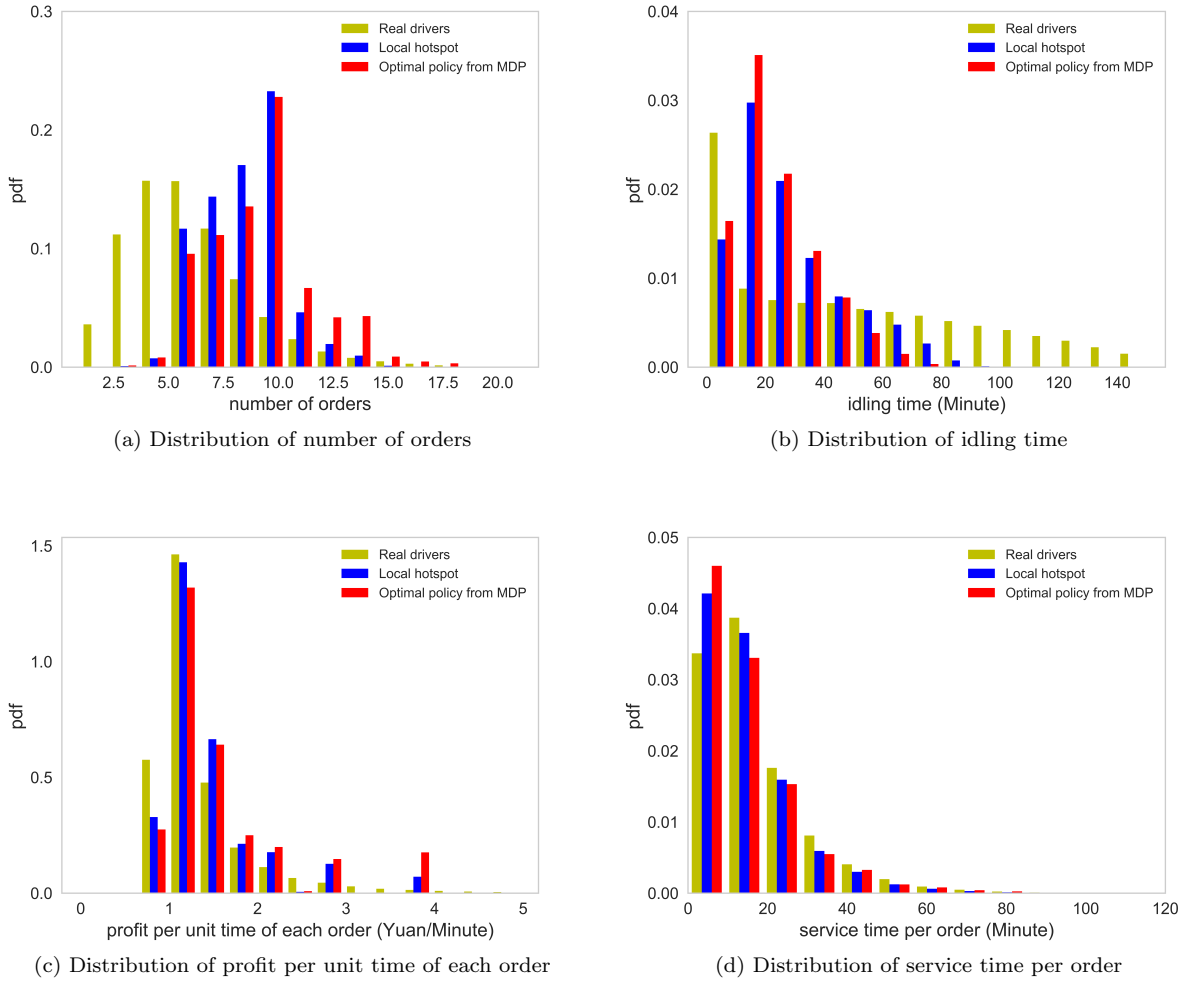 0.3
0.2
0.1
0.0
pdf
Real drivers
Local hotspot
Optimal policy from MDP
2.5 5.0 7.5 10.0 12.5 15.0 17.5 20.0
number of orders
(a) Distribution of number of orders
0.04
0.03
0.02
0.01
0.00
pdf
Real drivers
Local hotspot
Optimal policy from MDP
0 20 40 60 80 100 120 140
idling time (Minute)
(b) Distribution of idling time
1.5
1.0
0.5
0.0
pdf
Real drivers
Local hotspot
Optimal policy from MDP
0 1 2 3 4 5
profit per unit time of each order (Yuan/Minute)
(c) Distribution of profit per unit time of each order
0.05
0.04
0.03
0.02
0.01
0.00
pdf
Real drivers
Local hotspot
Optimal policy from MDP
0 20 40 60 80 100 120
service time per order (Minute)
(d) Distribution of service time per order